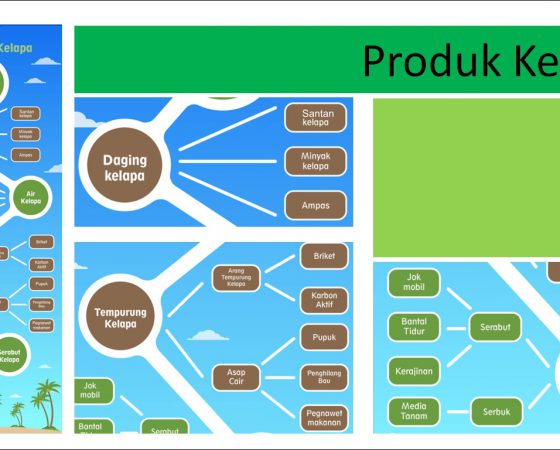 Kelapa
Santan
kelapa
Minyak
kelapa
Ampas
Air
Kelapa
Briket
Karbon
Aktif
Pupuk
Penghilang
Bau
Pegnawet
makanan
Serabut
Kelapa
Produk Ke
Daging
kelapa
Santan
kelapa
Minyak
kelapa
Ampas
Tempurung
Kelapa
Arang
Tempurung
Kelapa
Briket
Karbon
Aktif
Asap
Cair
Pupuk
Penghilang
Bau
Pegnawet
makanan
Jok
mobil
Bantal
Tidur
Serabut
Jok
mobil
Bantal
Tidur
Kerajinan
Media
Tanam
Serabut
Serbuk